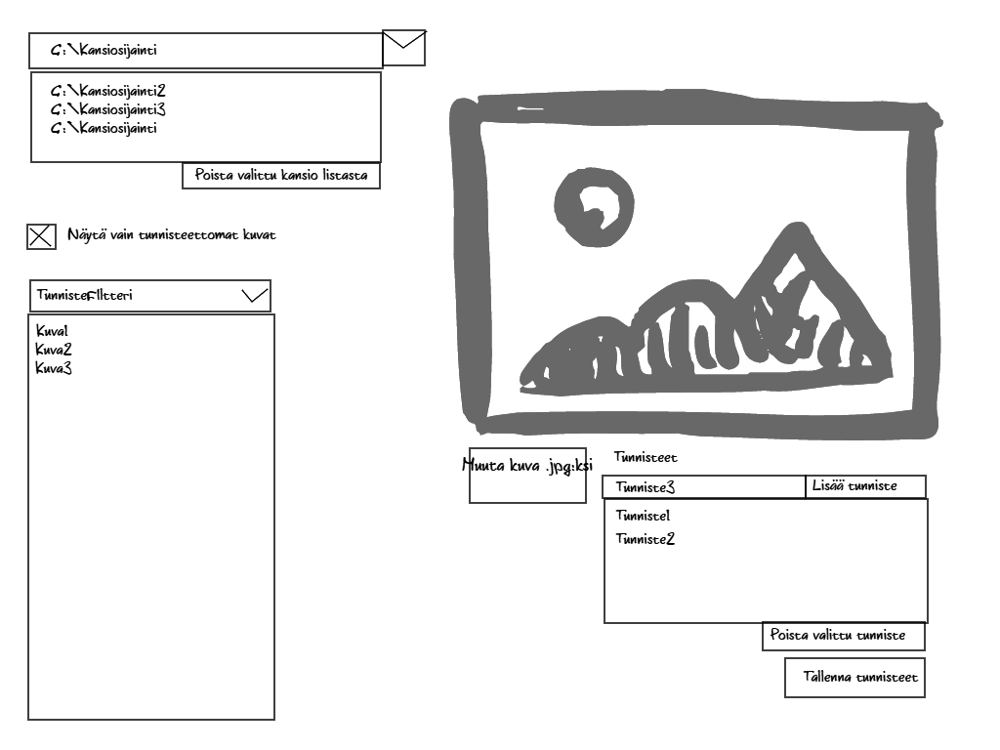 C:\Kansiosijainti
C:\Kansiosijainti2
C:\Kansiosijainti3
C:\Kansiosijainti
Poista valittu kansio listasta
Näytä vain tunnisteettomat kuvat
TunnisteFIltteri
Kuva1
Kuva2
Kuva3
Muuta kuva .jpg:ksi
Tunnisteet
Tunniste3
Lisää tunniste
Tunniste1
Tunniste2
Poista valittu tunniste
Tallenna tunnisteet